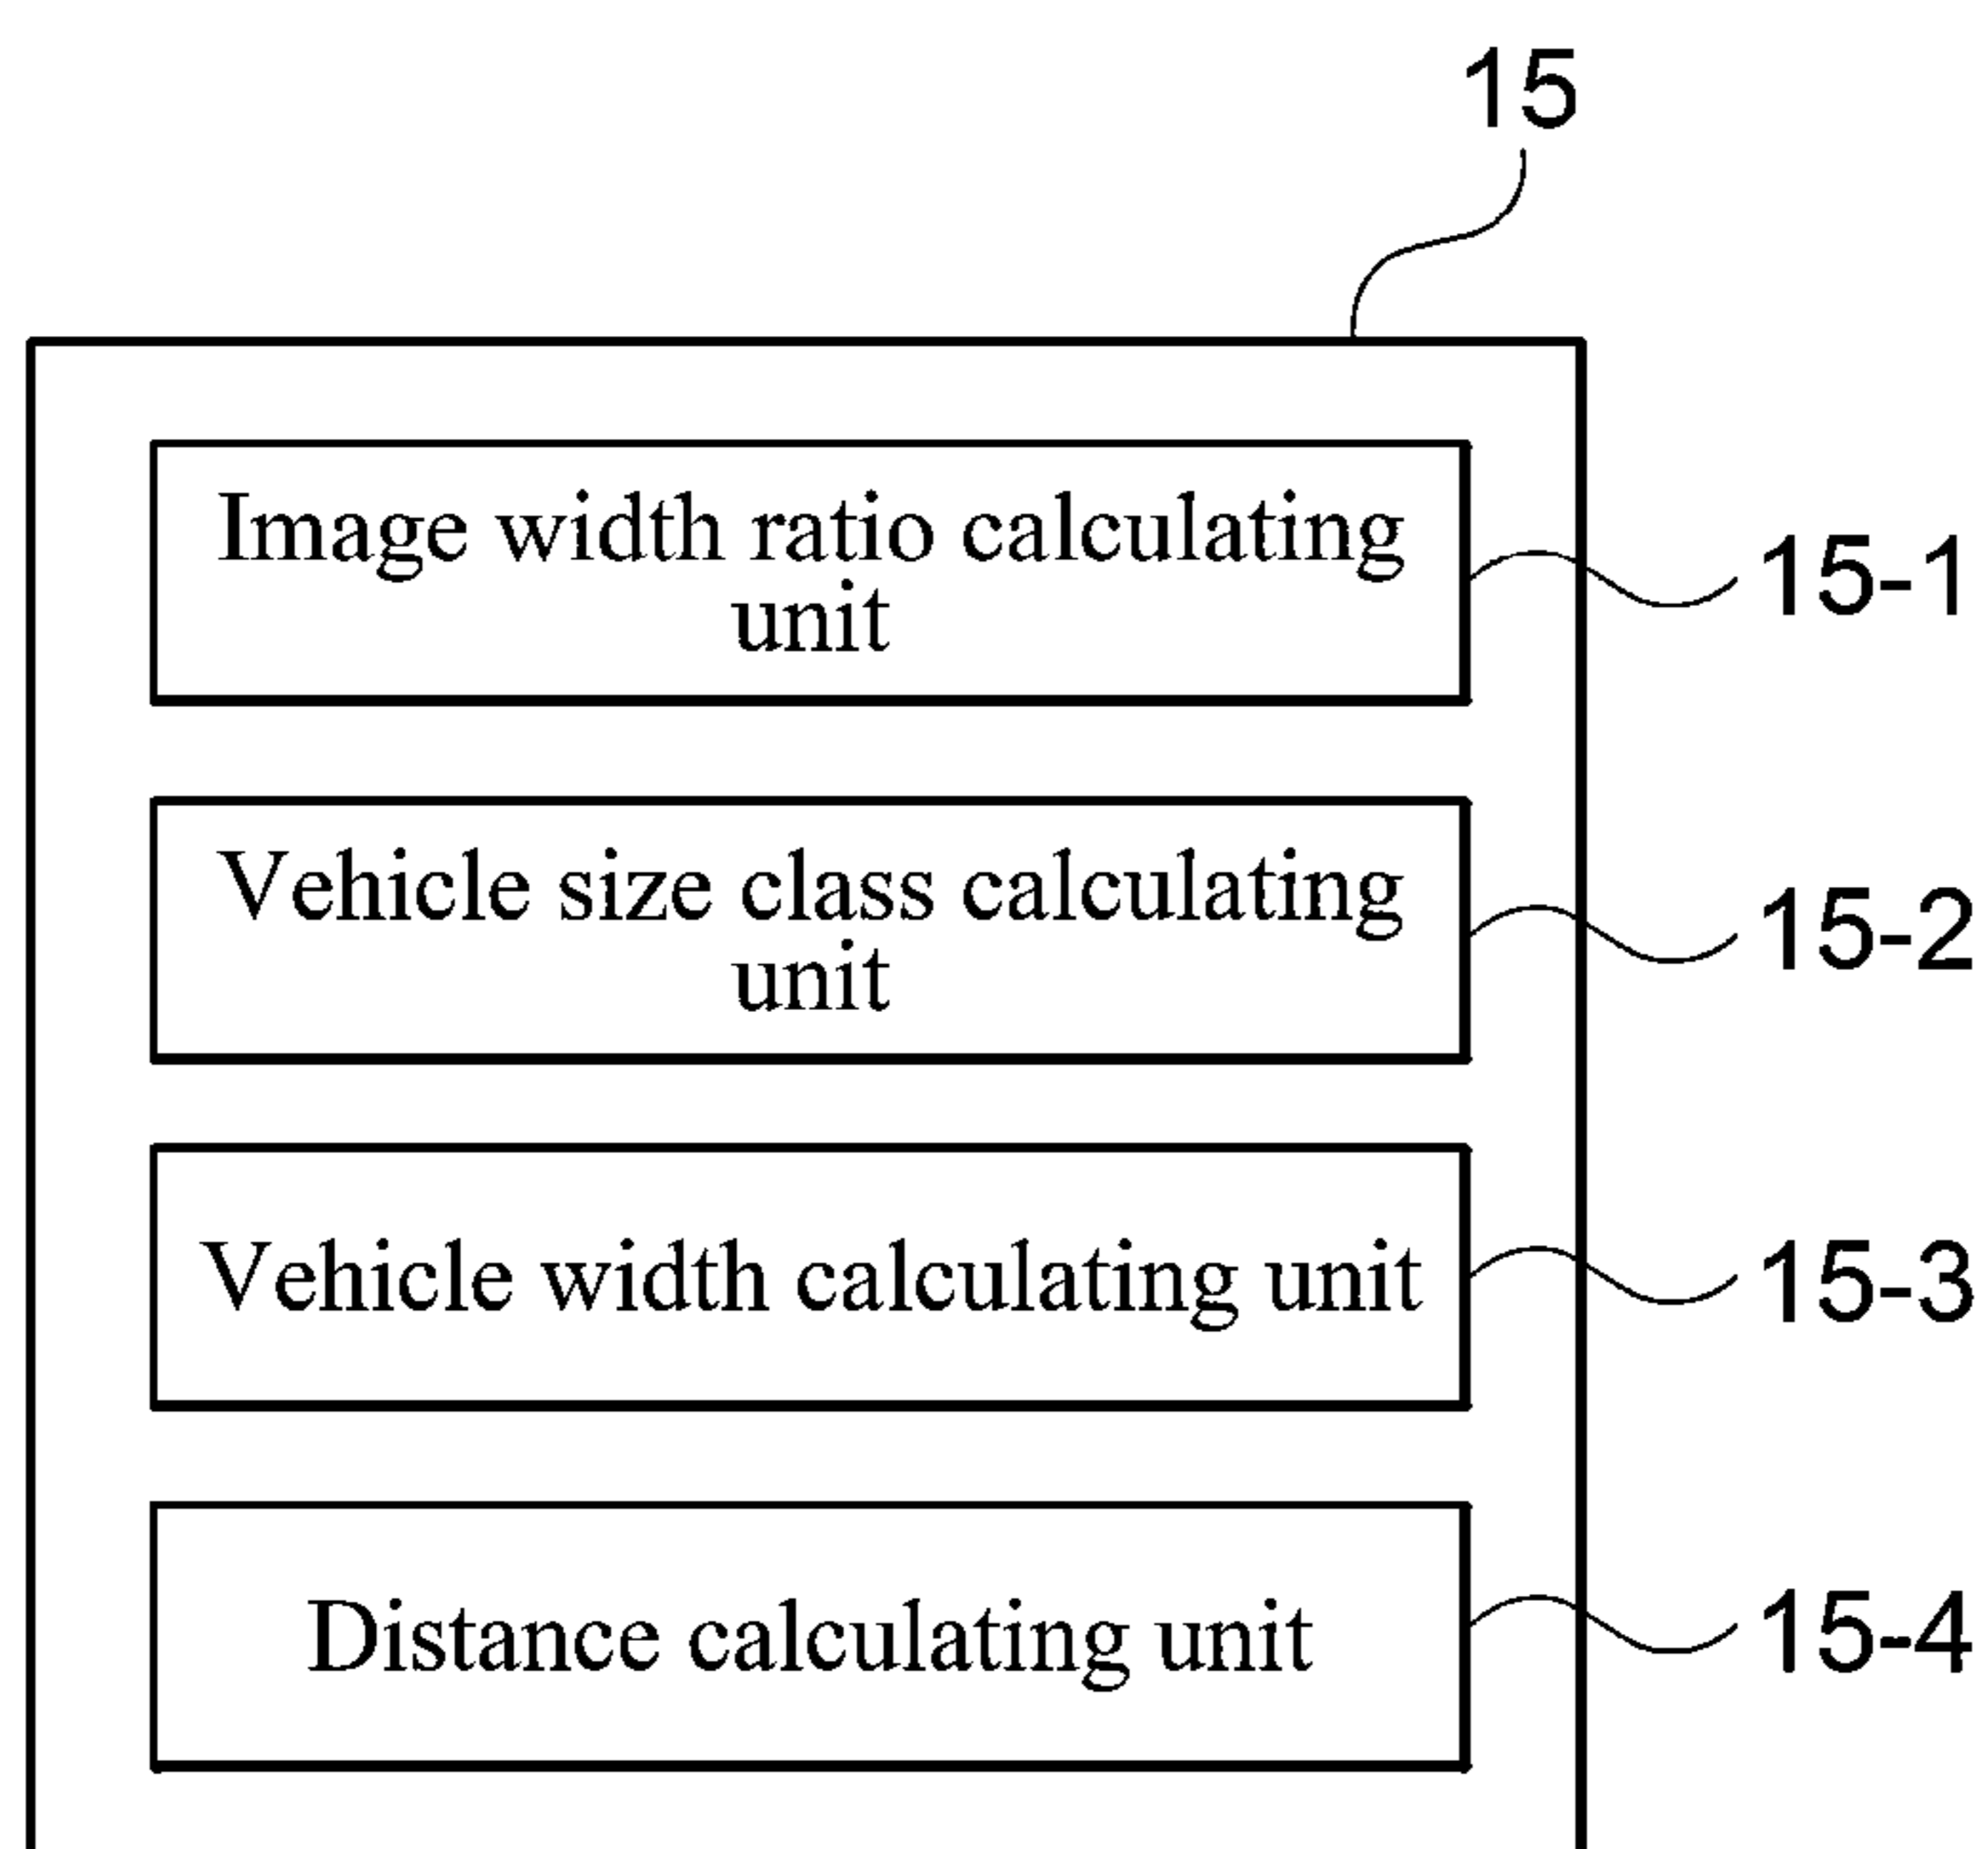 15
Image width ratio calculating
unit
15-1
Vehicle size class calculating
unit
15-2
Vehicle width calculating unit
15-3
Distance calculating unit
15-4